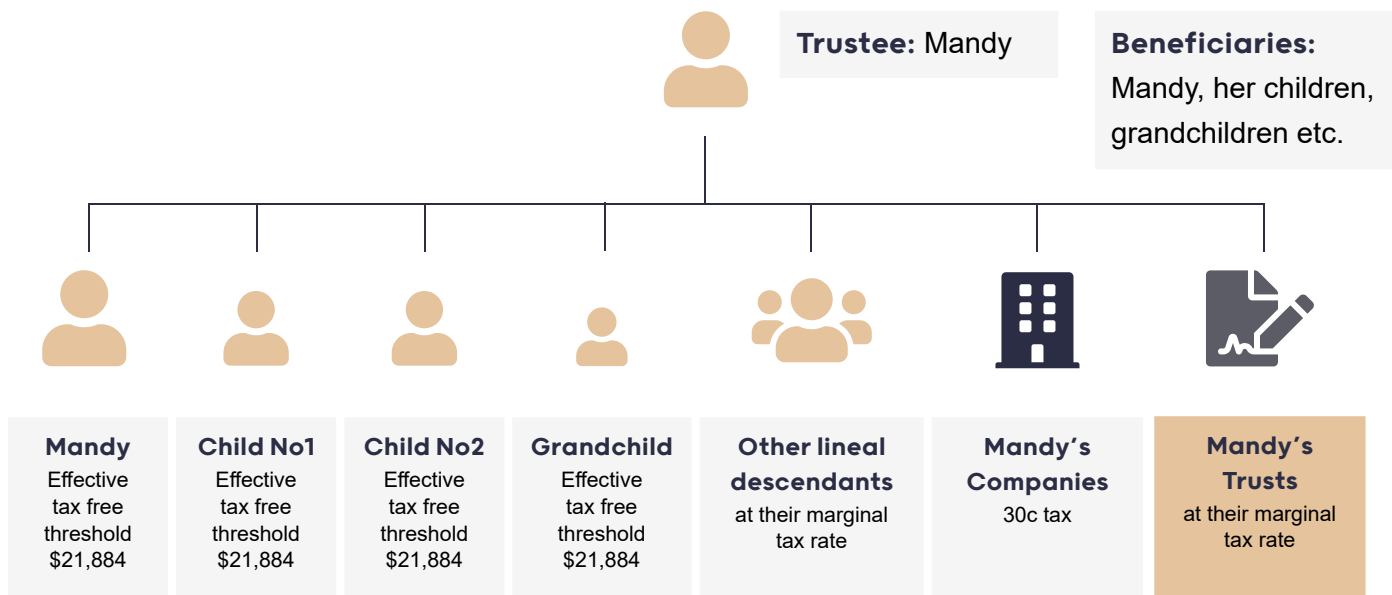 Trustee: Mandy
Beneficiaries:
Mandy, her children,
grandchildren etc.
Mandy
Effective
tax free
threshold
$21,884
Child No1
Effective
tax free
threshold
$21,884
Child No2
Effective
tax free
threshold
$21,884
Grandchild
Effective
tax free
threshold
$21,884
Other lineal
descendants
at their marginal
tax rate
Mandy’s
Companies
30c tax
Mandy’s
Trusts
at their marginal
tax rate